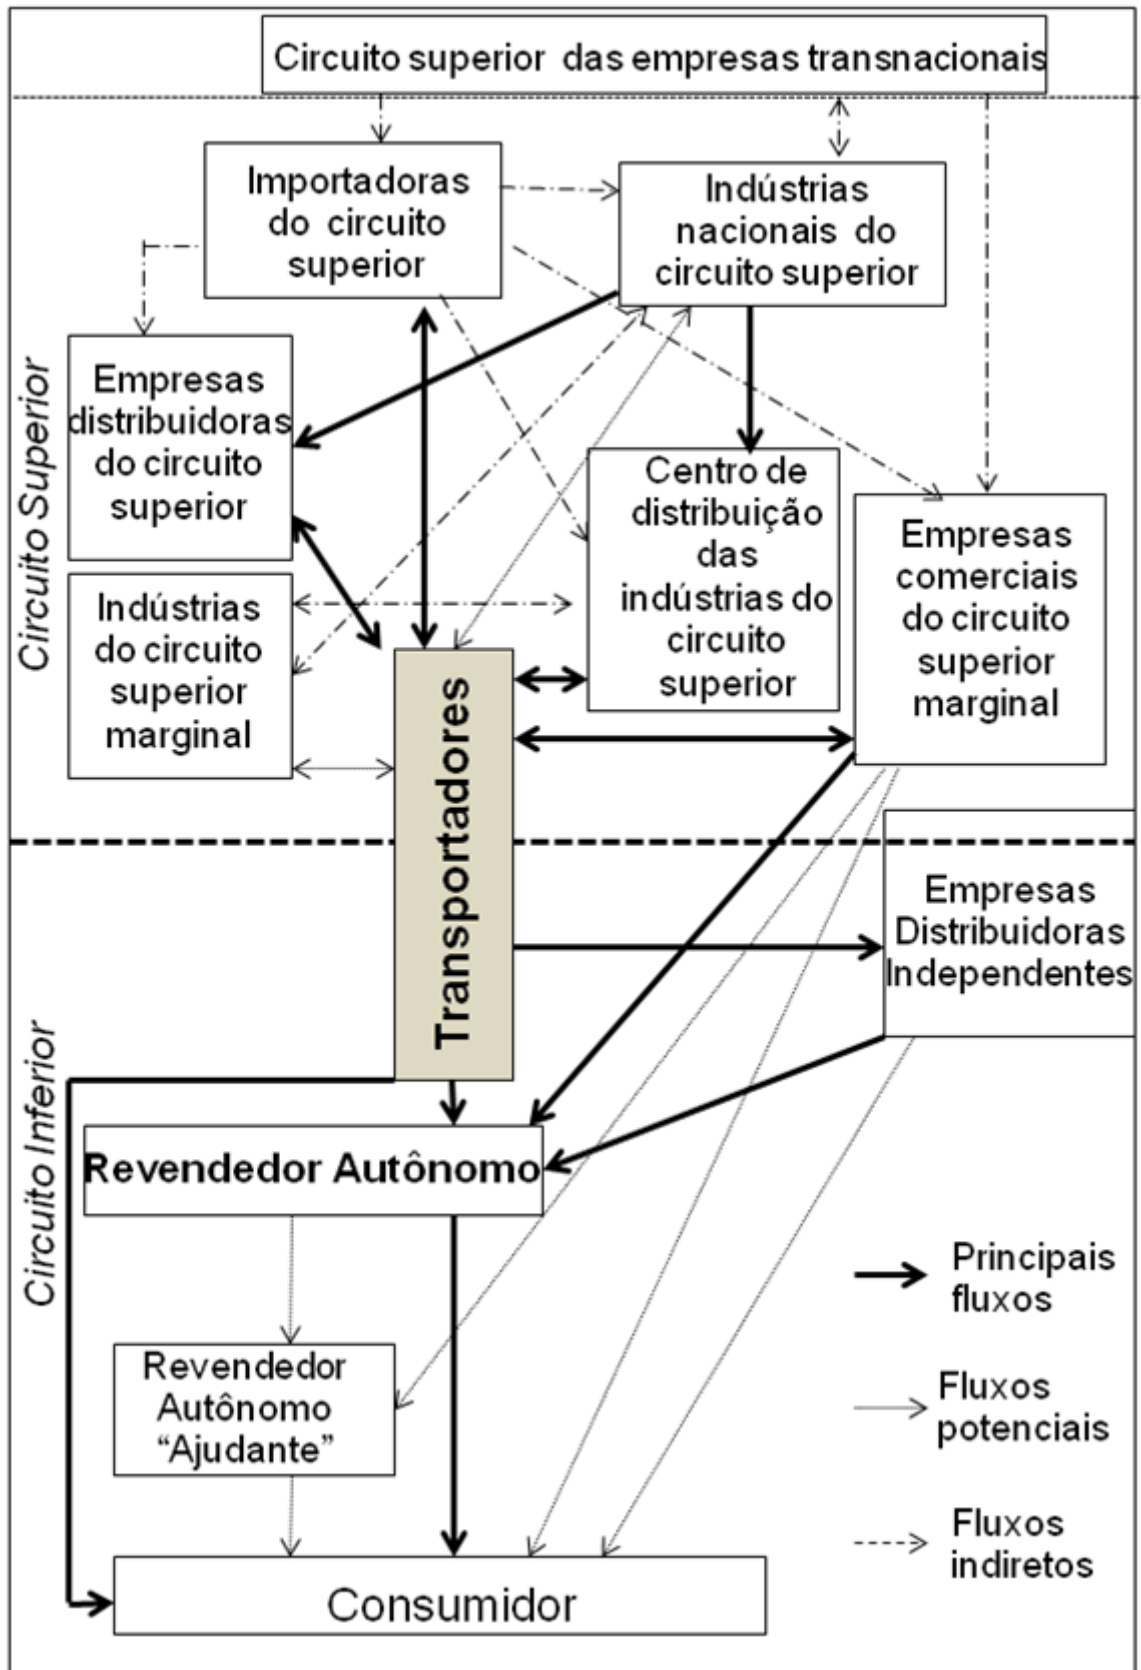 Circuito superior das empresas transnacionais
Importadoras
do circuito
superior
Indústrias
nacionais do
circuito superior
Circuito Superior
Empresas
distribuidoras
do circuito
superior
Centro de
distribuição
das
indústrias do
circuito
superior
Empresas
comerciais
do circuito
superior
marginal
Indústrias
do circuito
superior
marginal
Transportadores
Empresas
Distribuidoras
Independentes
Circuito Inferior
Revendedor Autônomo
Revendedor
Autônomo
“Ajudante”
Consumidor
Principais
fluxos
Fluxos
potenciais
Fluxos
indiretos